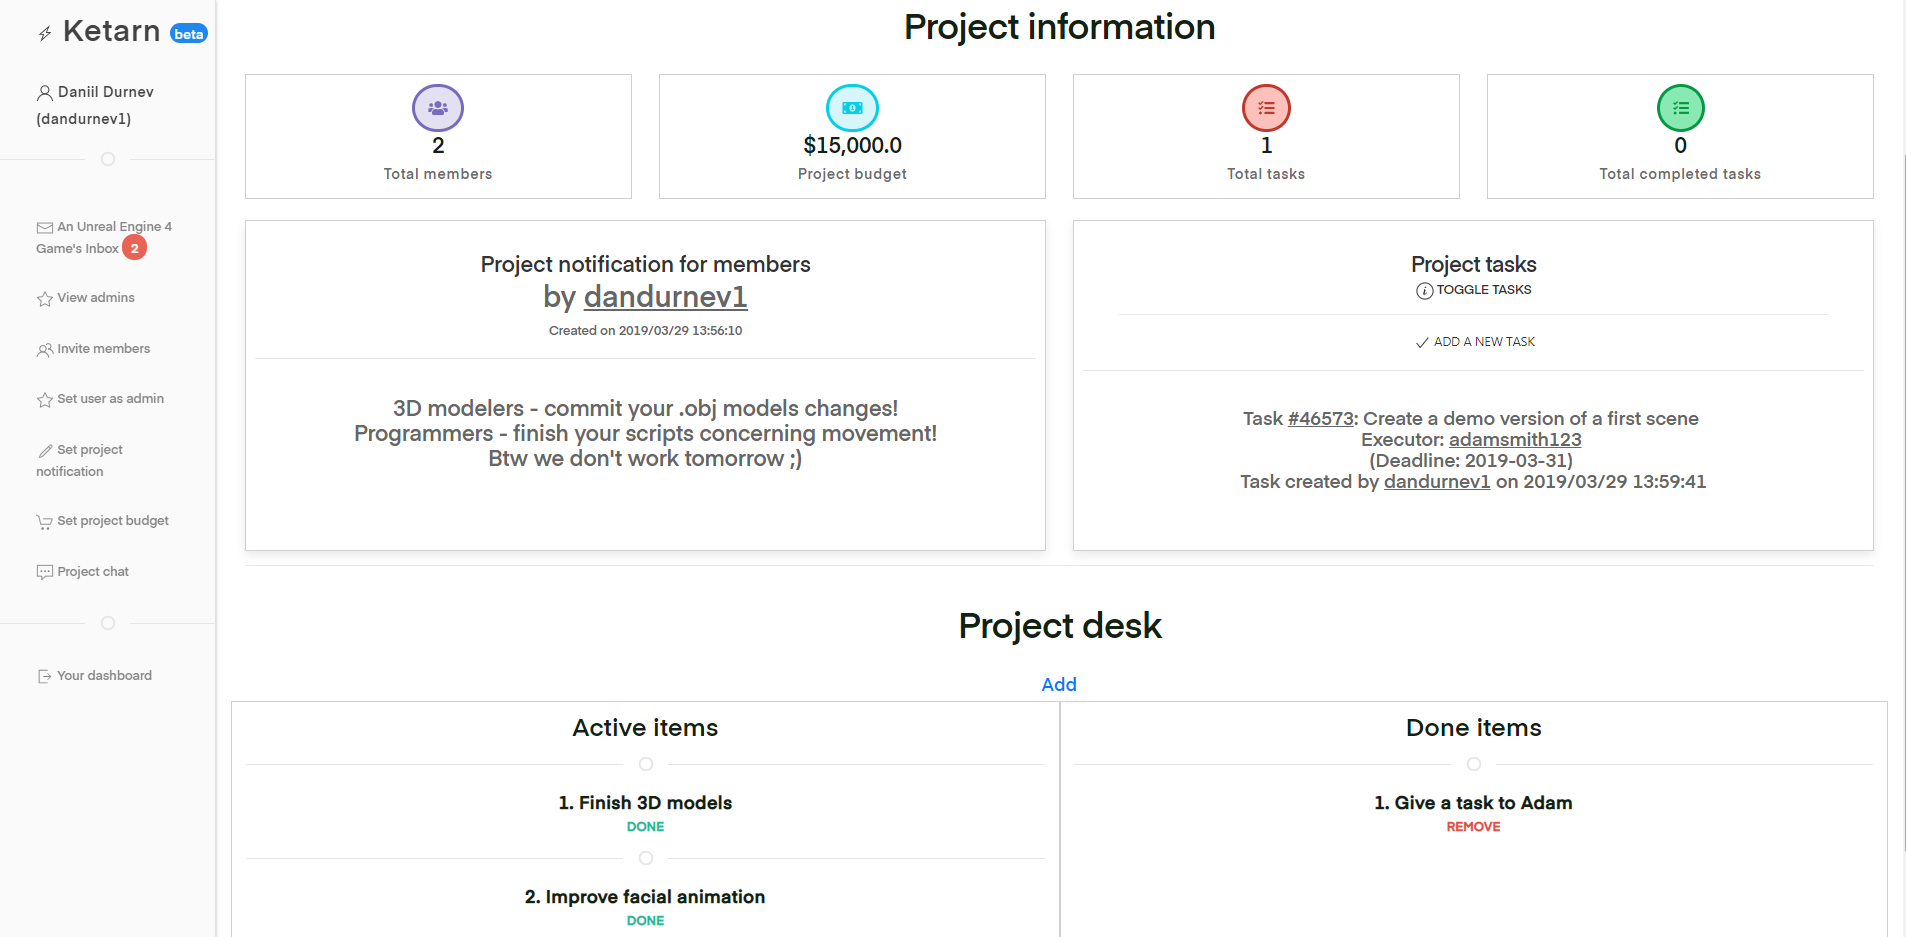 Ketarn beta
Daniil Durnev
(dandurnev1)
An Unreal Engine 4
Game's Inbox 2
View admins
Invite members
Set user as admin
Set project
notification
Set project budget
Project chat
Your dashboard
Project information
2
Total members
$15,000.0
Project budget
1
Total tasks
0
Total completed tasks
Project notification for members
by dandurnev1
Created on 2019/03/29 13:56:10
3D modelers - commit your .obj models changes!
Programmers - finish your scripts concerning movement!
Btw we don't work tomorrow ;)
Project tasks
TOGGLE TASKS
ADD A NEW TASK
Task #46573: Create a demo version of a first scene
Executor: adamsmith123
(Deadline: 2019-03-31)
Task created by dandurnev1 on 2019/03/29 13:59:41
Project desk
Add
Active items
1. Finish 3D models
DONE
2. Improve facial animation
DONE
Done items
1. Give a task to Adam
REMOVE